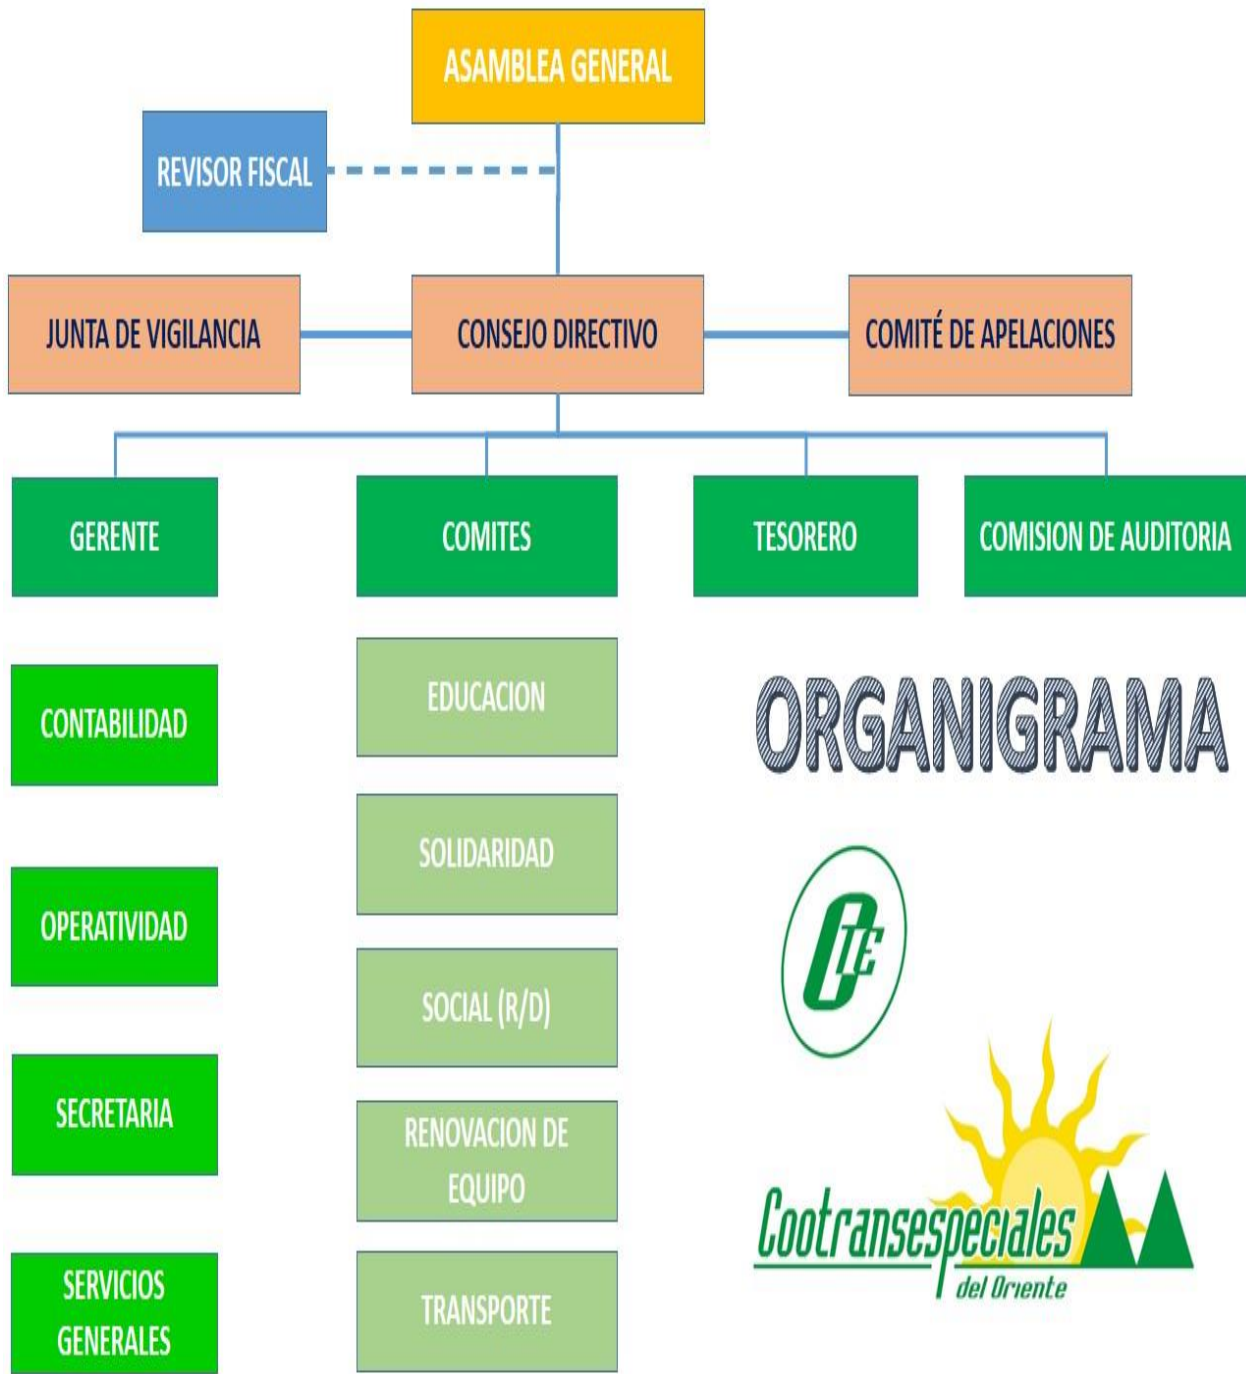 ASAMBLEA GENERAL
REVISOR FISCAL
JUNTA DE VIGILANCIA
CONSEJO DIRECTIVO
COMITÉ DE APELACIONES
GERENTE
COMITES
TESORERO
COMISION DE AUDITORIA
CONTABILIDAD
OPERATIVIDAD
SECRETARIA
SERVICIOS
GENERALES
EDUCACION
SOLIDARIDAD
SOCIAL (R/D)
RENOVACION DE
EQUIPO
TRANSPORTE
ORGANIGRAMA
CTE
Cootransespeciales
del Oriente